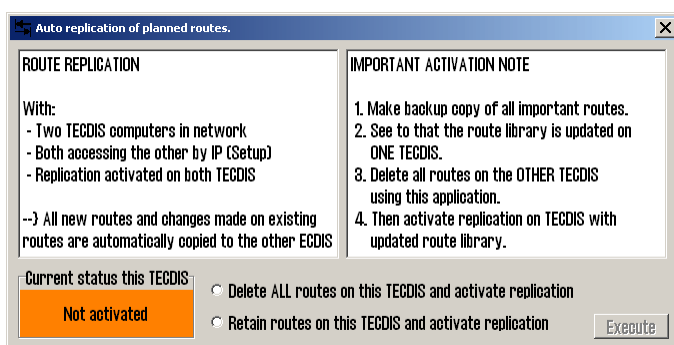 Auto replication of planned routes.
ROUTE REPLICATION
With:
- Two TECDIS computers in network
- Both accessing the other by IP (Setup)
- Replication activated on both TECDIS
--} All new routes and changes made on existing
routes are automatically copied to the other ECDIS
IMPORTANT ACTIVATION NOTE
1. Make backup copy of all important routes.
2. See to that the route library is updated on
ONE TECDIS.
3. Delete all routes on the OTHER TECDIS
using this application.
4. Then activate replication on TECDIS with
updated route library.
Current status this TECDIS
Not activated
Delete ALL routes on this TECDIS and activate replication
Retain routes on this TECDIS and activate replication
Execute